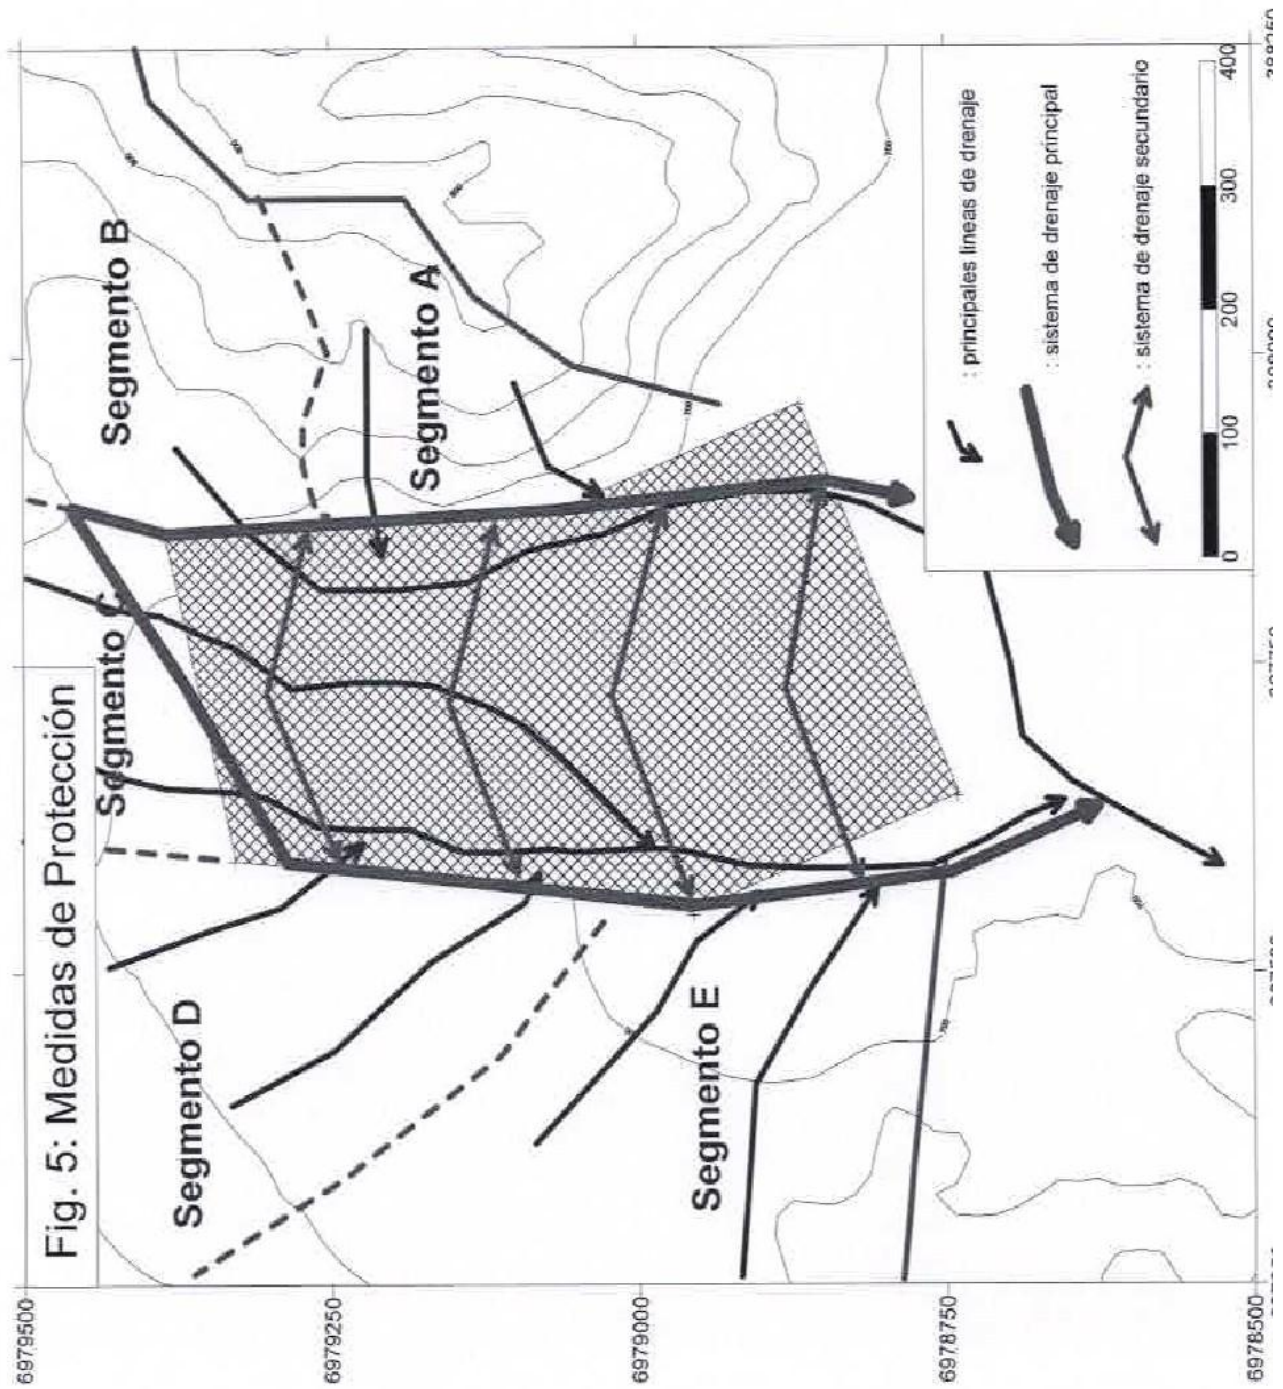 Fig. 5: Medidas de Protección
Segmento B
Segmento A
Segmento
Segmento D
Segmento E
: principales lineas de drenaje
: sistema de drenaje principal
: sistema de drenaje secundario
0 100 200 300 400
6979500
6979250
6979000
6978750
6978500